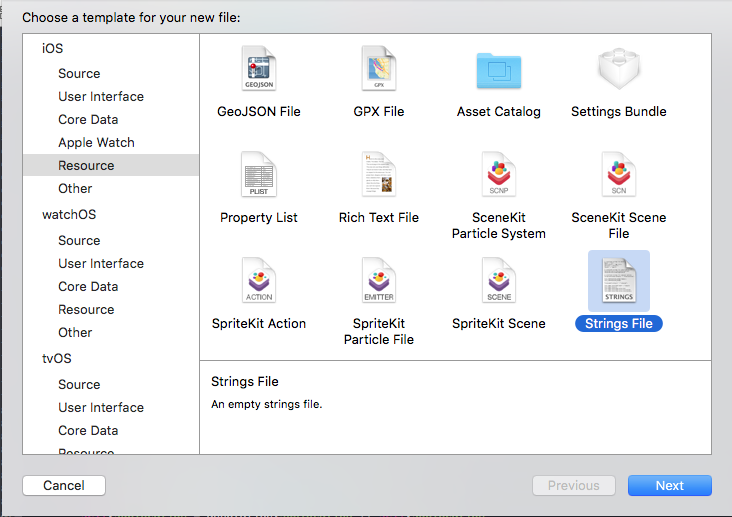 Choose a template for your new file:
iOS
Source
User Interface
Core Data
Apple Watch
Resource
Other
watchOS
Source
User Interface
Core Data
Resource
Other
tvOS
Source
User Interface
Core Data
Resource
GEOJSON
GPX
GeoJSON File
GPX File
Asset Catalog
Settings Bundle
PLIST
SCNP
SCN
Property List
Rich Text File
SceneKit
Particle System
SceneKit Scene
File
ACTION
EMITTER
SCENE
STRINGS
SpriteKit Action
SpriteKit
Particle File
SpriteKit Scene
Strings File
Strings File
An empty strings file.
Cancel
Previous
Next